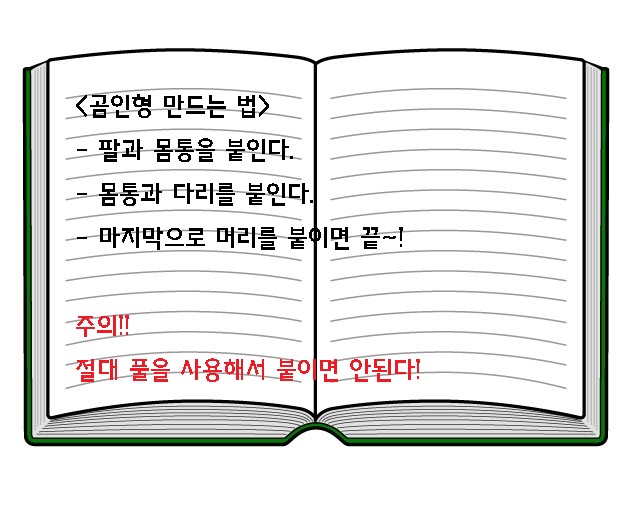 <곰인형 만드는 법>
- 팔과 몸통을 붙인다.
- 몸통과 다리를 붙인다.
- 마지막으로 머리를 붙이면 끝~!
주의!!
절대 풀을 사용해서 붙이면 안된다!